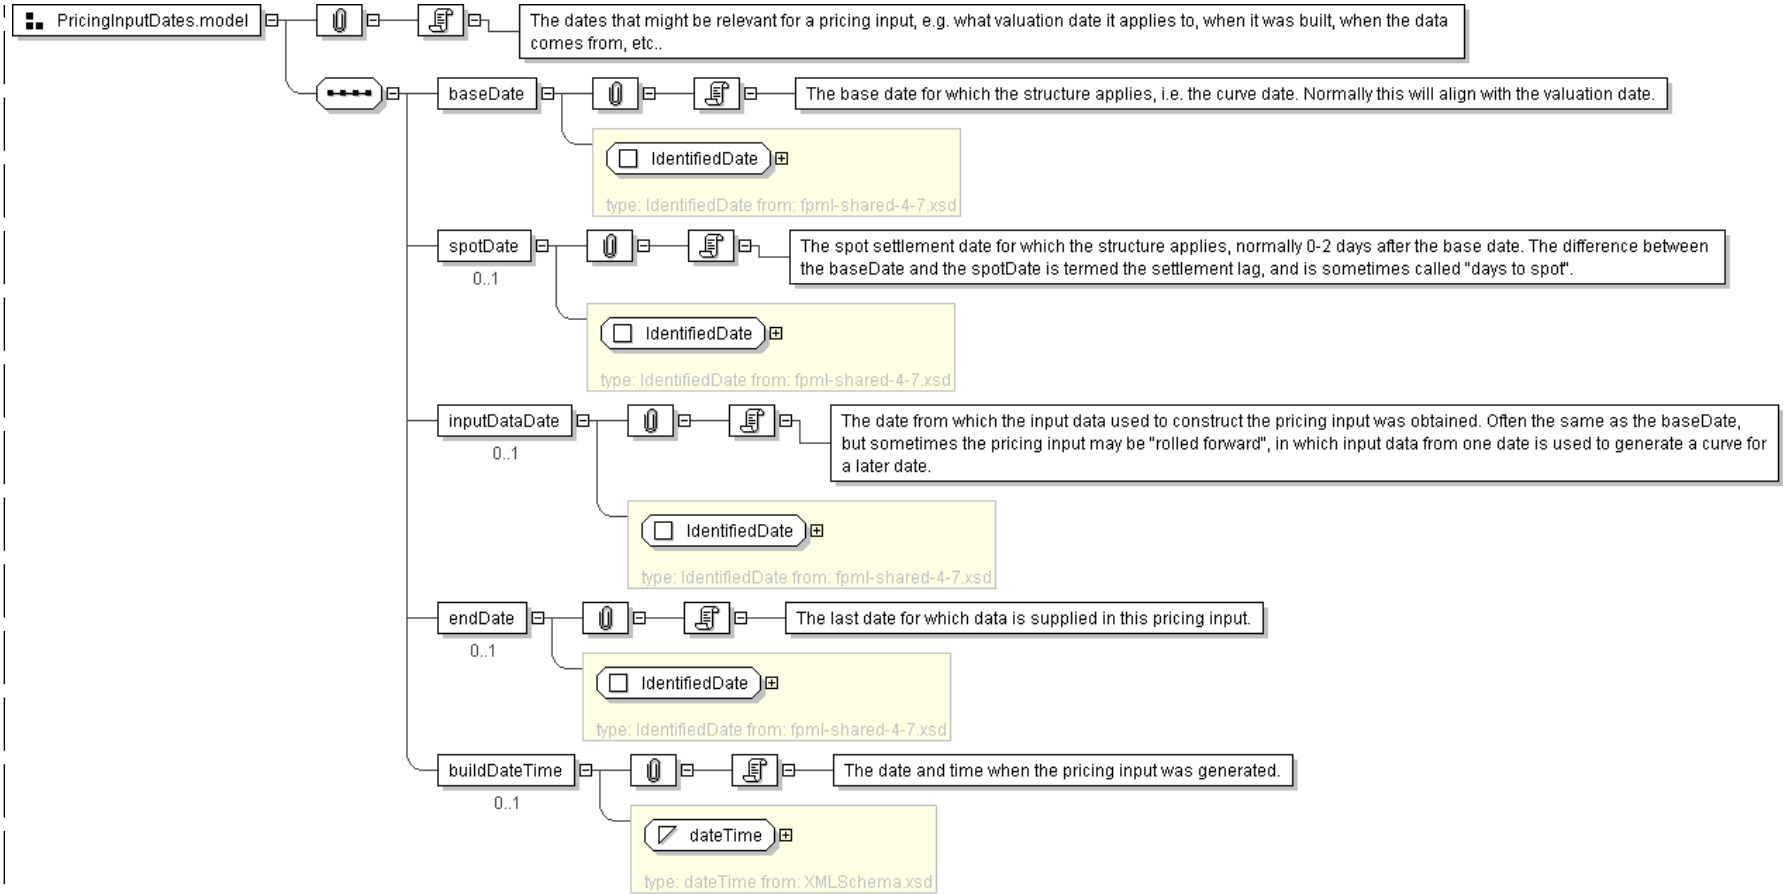 PricingInputDates.model
The dates that might be relevant for a pricing input, e.g. what valuation date it applies to, when it was built, when the data
comes from, etc..
baseDate
The base date for which the structure applies, i.e. the curve date. Normally this will align with the valuation date.
IdentifiedDate
type: IdentifiedDate from: fpml-shared-4-7.xsd
spotDate
0..1
The spot settlement date for which the structure applies, normally 0-2 days after the base date. The difference between
the baseDate and the spotDate is termed the settlement lag, and is sometimes called "days to spot".
IdentifiedDate
type: IdentifiedDate from: fpml-shared-4-7.xsd
inputDataDate
0..1
The date from which the input data used to construct the pricing input was obtained. Often the same as the baseDate,
but sometimes the pricing input may be "rolled forward", in which input data from one date is used to generate a curve for
a later date.
IdentifiedDate
type: IdentifiedDate from: fpml-shared-4-7.xsd
endDate
0..1
The last date for which data is supplied in this pricing input.
IdentifiedDate
type: IdentifiedDate from: fpml-shared-4-7.xsd
buildDateTime
0..1
The date and time when the pricing input was generated.
dateTime
type: dateTime from: XMLSchema.xsd